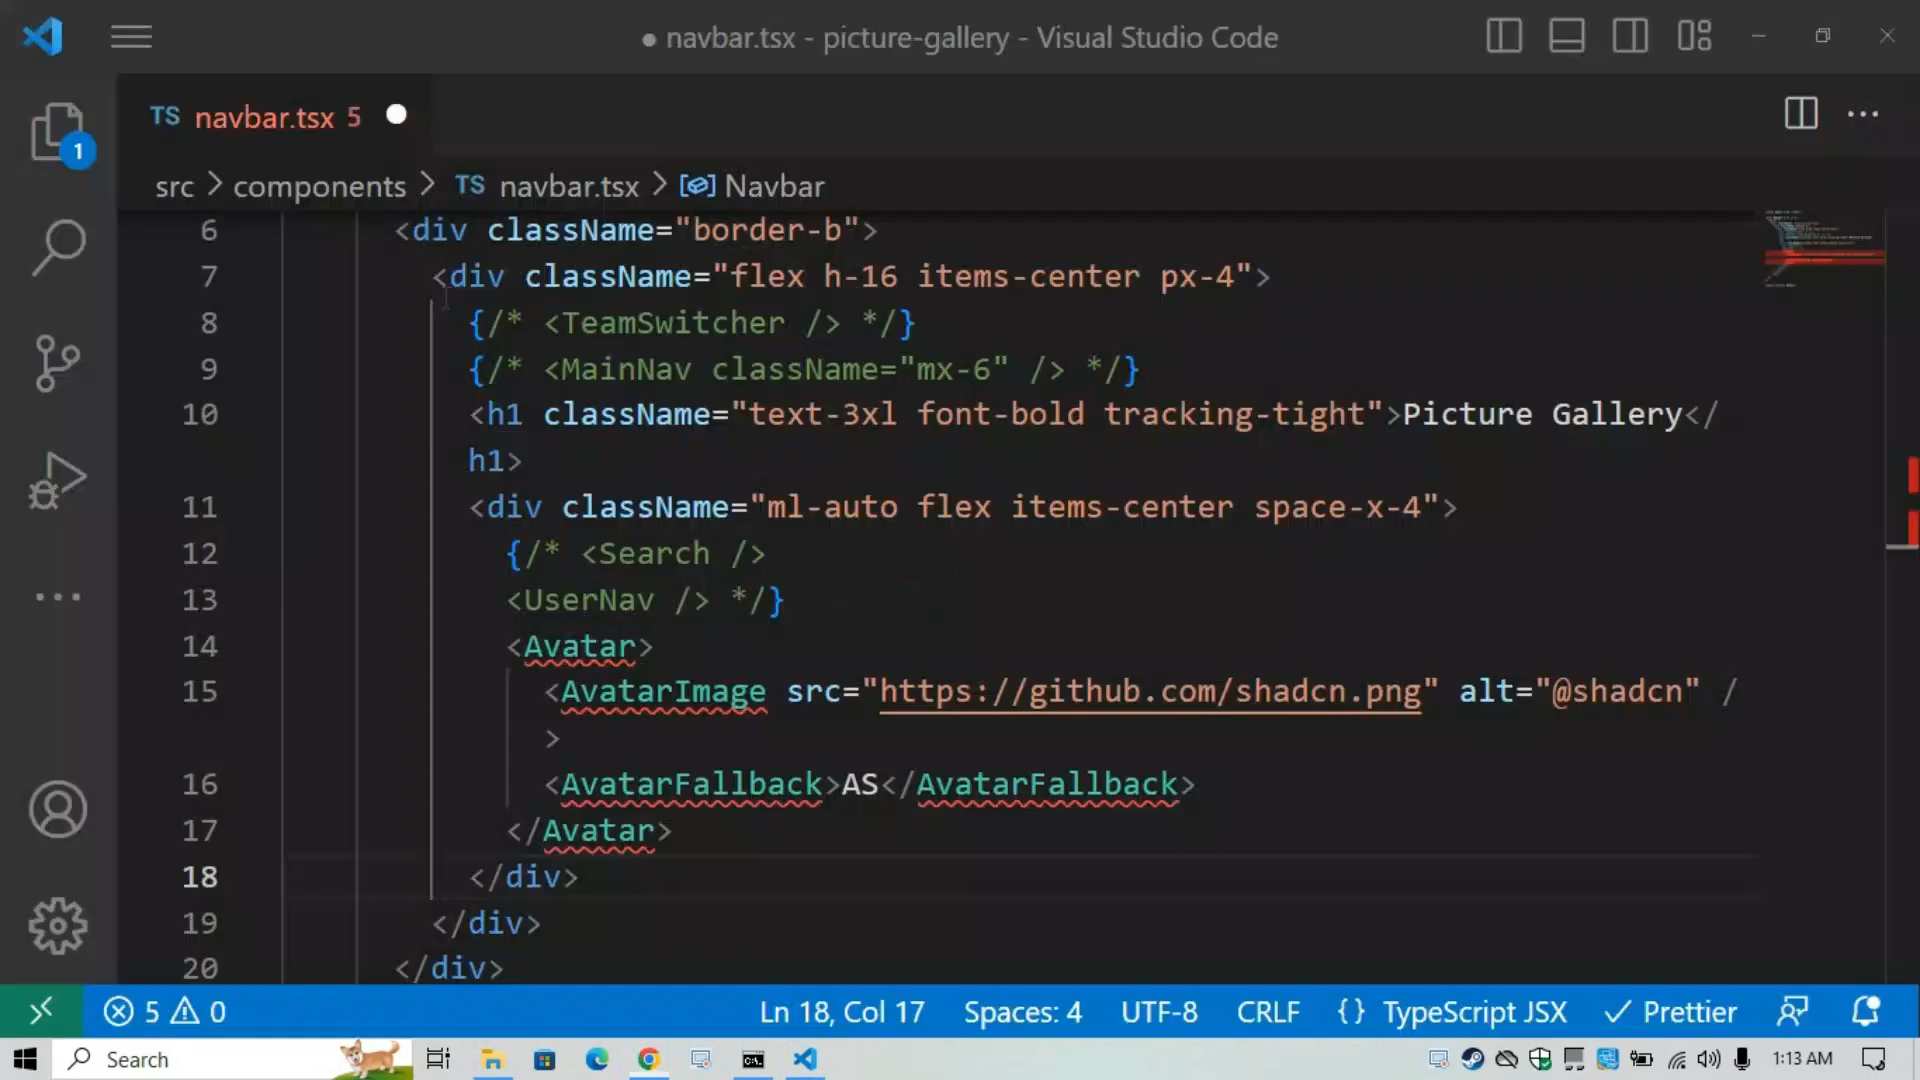 navbar.tsx - picture-gallery - Visual Studio Code
TS navbar.tsx 5
1
src > components > TS navbar.tsx > Navbar
6 <div className="border-b">
7 <div className="flex h-16 items-center px-4">
8 {/* <TeamSwitcher /> */}
9 {/* <MainNav className="mx-6" /> */}
10 <h1 className="text-3xl font-bold tracking-tight">Picture Gallery</
h1>
11 <div className="ml-auto flex items-center space-x-4">
12 {/* <Search />
13 <UserNav /> */}
14 <Avatar>
15 <AvatarImage src="https://github.com/shadcn.png" alt="@shadcn" /
>
16 <AvatarFallback>AS</AvatarFallback>
17 </Avatar>
18 </div>
19 </div>
20 </div>
5 0 Ln 18, Col 17 Spaces: 4 UTF-8 CRLF {} TypeScript JSX Prettier
Search 1:13 AM